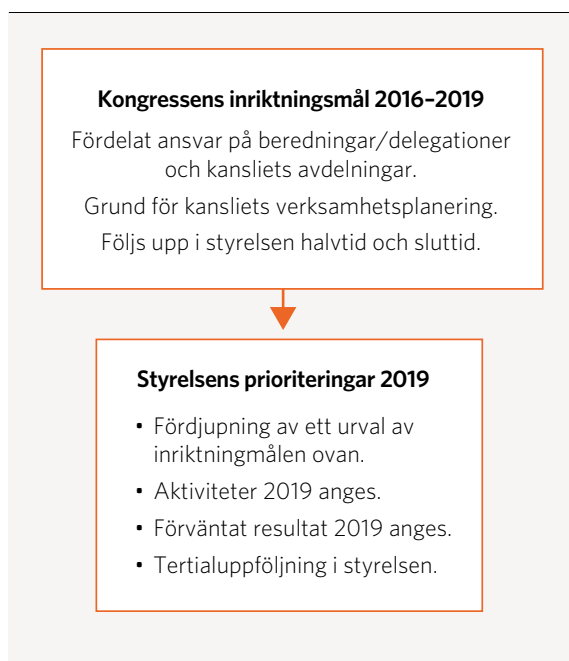 Kongressens inriktningsmål 2016–2019
Fördelat ansvar på beredningar/delegationer
och kansliets avdelningar.
Grund för kansliets verksamhetsplanering.
Följs upp i styrelsen halvtid och sluttid.
Styrelsens prioriteringar 2019
• Fördjupning av ett urval av
inriktningmålen ovan.
• Aktiviteter 2019 anges.
• Förväntat resultat 2019 anges.
• Tertialuppföljning i styrelsen.